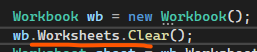 Workbook wb = new Workbook();
wb.Worksheets.Clear();